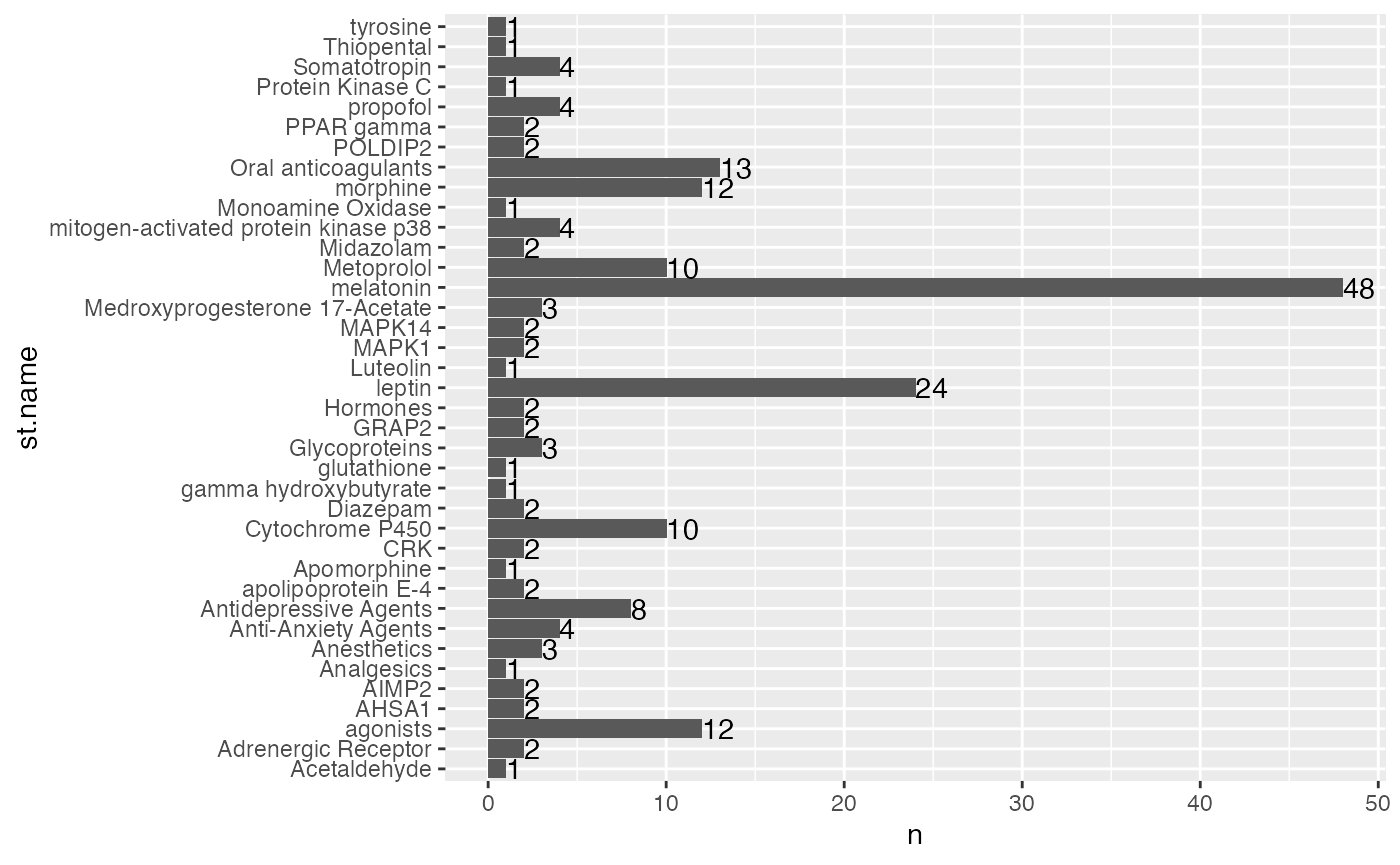 tyrosine 1
Thiopental 1
Somatotropin 4
Protein Kinase C 1
propofol 4
PPAR gamma 2
POLDIP2 2
Oral anticoagulants 13
morphine 12
Monoamine Oxidase 1
mitogen-activated protein kinase p38 4
Midazolam 2
Metoprolol 10
melatonin 48
Medroxyprogesterone 17-Acetate 3
MAPK14 2
MAPK1 2
Luteolin 1
leptin 24
Hormones 2
GRAP2 2
Glycoproteins 3
glutathione 1
gamma hydroxybutyrate 1
Diazepam 2
Cytochrome P450 10
CRK 2
Apomorphine 1
apolipoprotein E-4 2
Antidepressive Agents 8
Anti-Anxiety Agents 4
Anesthetics 3
Analgesics 1
AIMP2 2
AHSA1 2
agonists 12
Adrenergic Receptor 2
Acetaldehyde 1
st.name
0 10 20 30 40 50
n